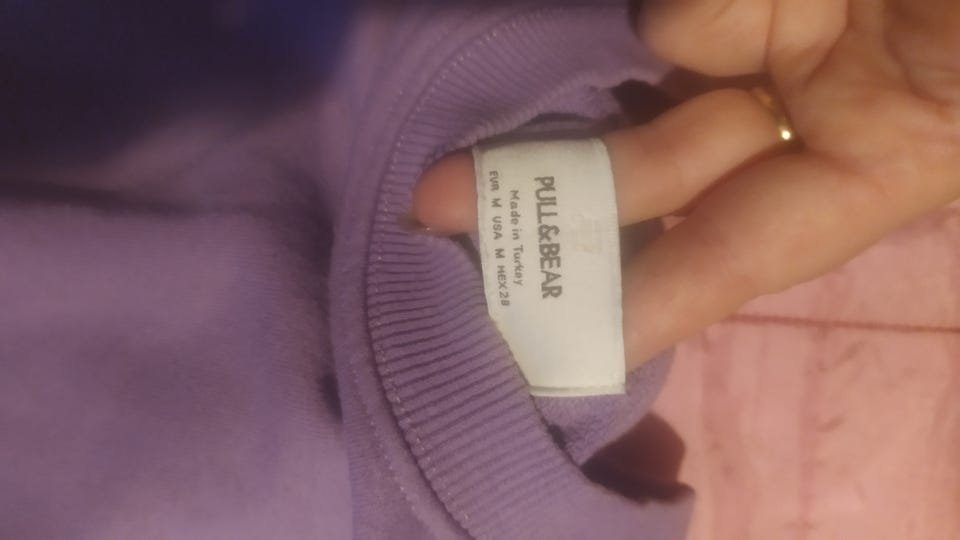 PULL&BEAR
Made in Turkey
EUR M USA M MEX 28